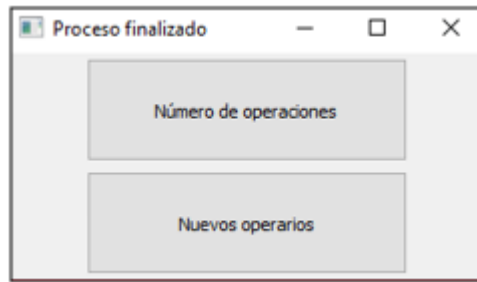 Proceso finalizado
Número de operaciones
Nuevos operarios